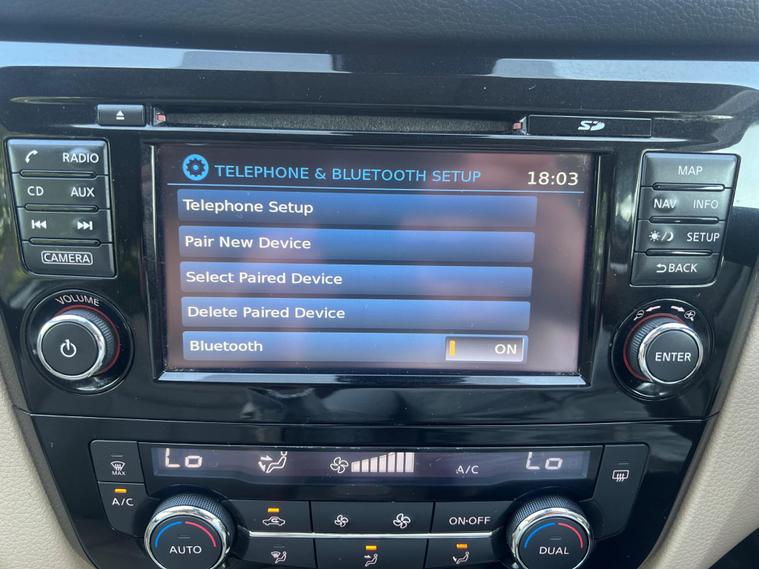 SD
RADIO
MAP
CD AUX
NAV INFO
SETUP
CAMERA
BACK
TELEPHONE & BLUETOOTH SETUP 18:03
Telephone Setup
Pair New Device
Select Paired Device
Delete Paired Device
Bluetooth ON
VOLUME
ENTER
Lo A/C Lo
MAX
A/C
ON·OFF
AUTO
DUAL